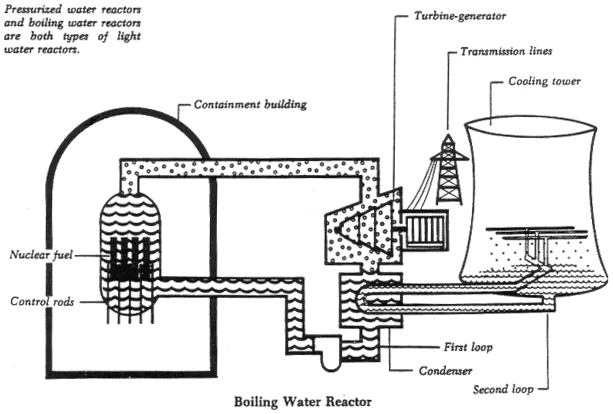 Pressurized water reactors
and boiling water reactors
are both types of light
water reactors.
Turbine-generator
Transmission lines
Cooling tower
Containment building
Nuclear fuel
Control rods
First loop
Condenser
Second loop
Boiling Water Reactor